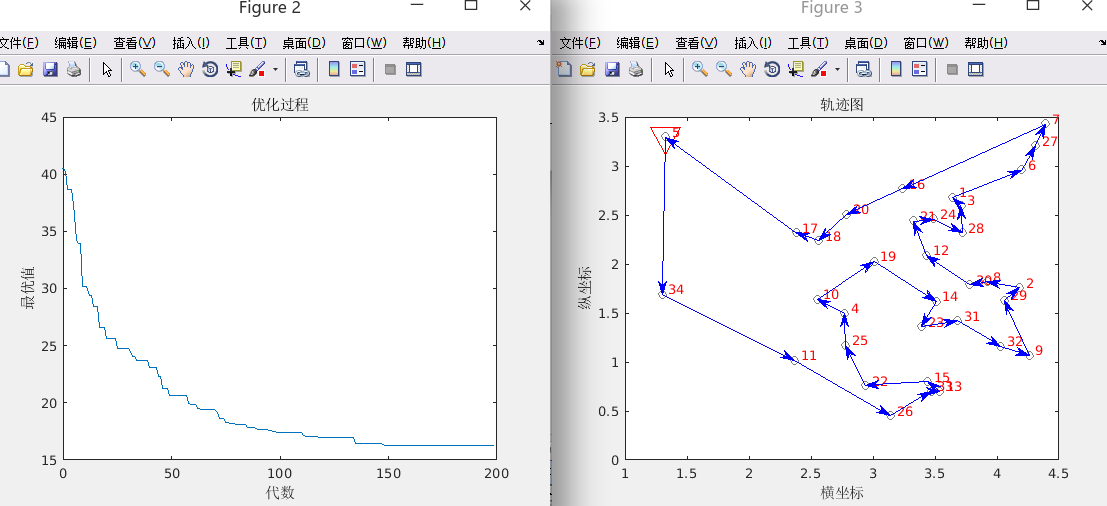 Figure 2
文件(F) 编辑(E) 查看(V) 插入(I) 工具(T) 桌面(D) 窗口(W) 帮助(H)
优化过程
45
40
35
30
25
20
15
最优值
0 50 100 150 200
代数
Figure 3
文件(F) 编辑(E) 查看(V) 插入(I) 工具(T) 桌面(D) 窗口(W) 帮助(H)
轨迹图
3.5
3
2.5
2
1.5
1
0.5
0
纵坐标
7
5
27
6
16
1
3
20
21 24
17 18 28
12
19
30 8 2
34 10 29
14
4
23 31
25 32 9
11
22 15
33 13
26
1 1.5 2 2.5 3 3.5 4 4.5
横坐标